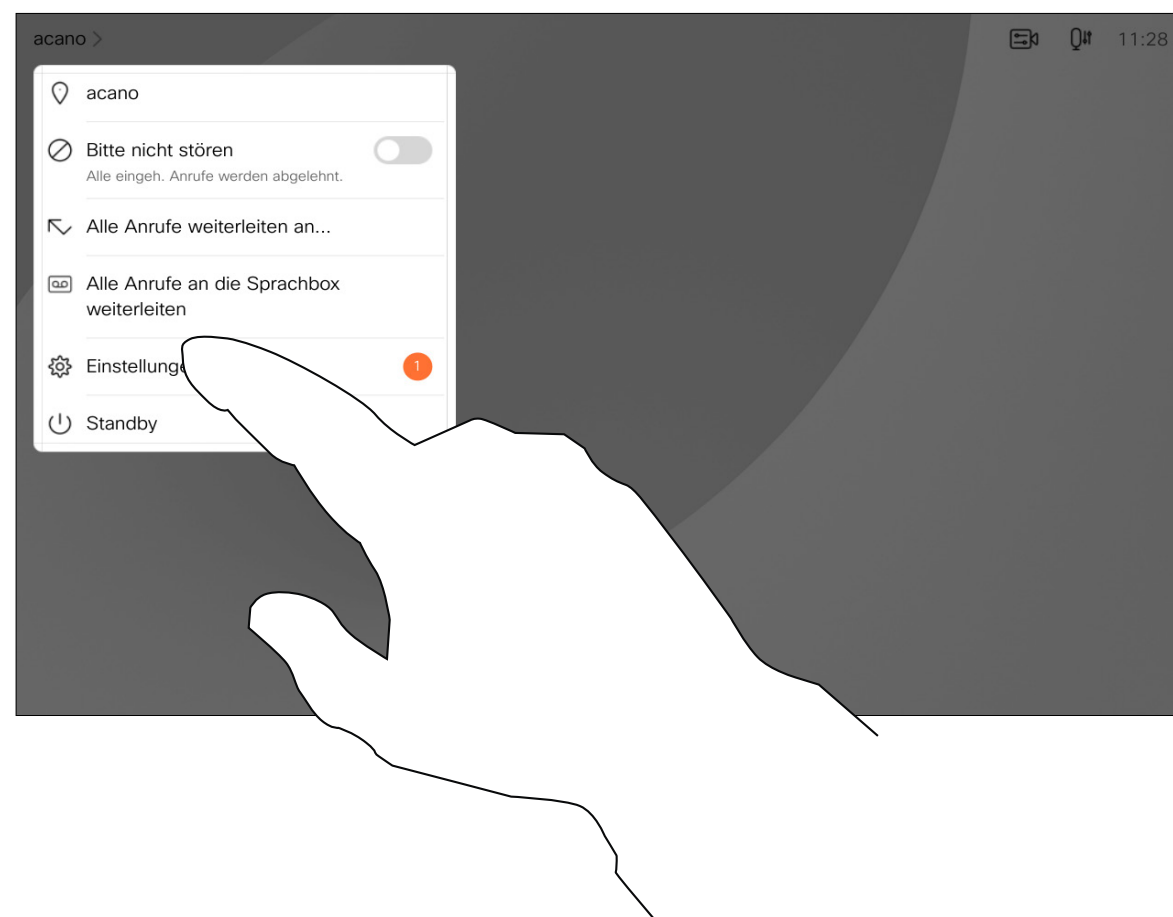 acano >
11:28
acano
Bitte nicht stören
Alle eingeh. Anrufe werden abgelehnt.
Alle Anrufe weiterleiten an...
Alle Anrufe an die Sprachbox
weiterleiten
1
Standby